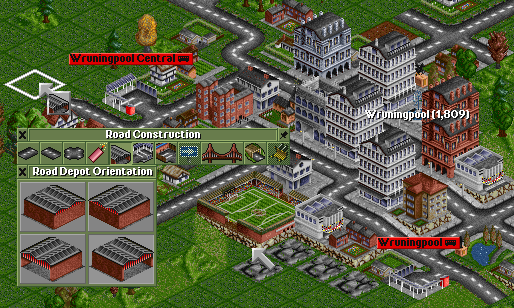 Wruningpool Central
Wruningpool (1,809)
Road Construction
Road Depot Orientation
Wruningpool